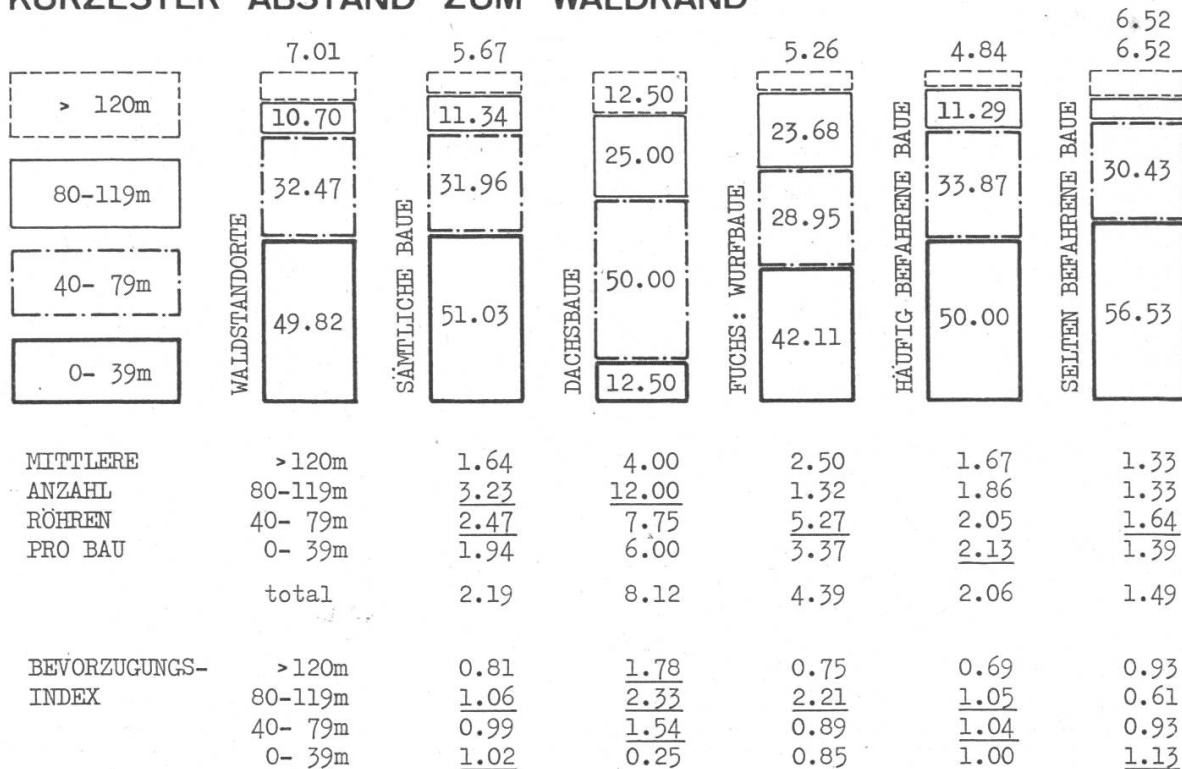 KÜRZESTER ABSTAND ZUM WALDRAND
6.52
7.01 5.67 5.26 4.84 6.52
> 120m
80-119m
40- 79m
0- 39m
WALDSTANDORTE
10.70
32.47
49.82
SÄMTLICHE BAUE
11.34
31.96
51.03
DACHSBAUE
12.50
25.00
50.00
12.50
FUCHS: WURFBAUE
23.68
28.95
42.11
HÄUFIG BEFAHRENE BAUE
11.29
33.87
50.00
SELTEN BEFAHRENE BAUE
30.43
56.53
MITTLERE >120m 1.64 4.00 2.50 1.67 1.33
ANZAHL 80-119m 3.23 12.00 1.32 1.86 1.33
RÖHREN 40- 79m 2.47 7.75 5.27 2.05 1.64
PRO BAU 0- 39m 1.94 6.00 3.37 2.13 1.39
total 2.19 8.12 4.39 2.06 1.49
BEVORZUGUNGS- >120m 0.81 1.78 0.75 0.69 0.93
INDEX 80-119m 1.06 2.33 2.21 1.05 0.61
40- 79m 0.99 1.54 0.89 1.04 0.93
0- 39m 1.02 0.25 0.85 1.00 1.13